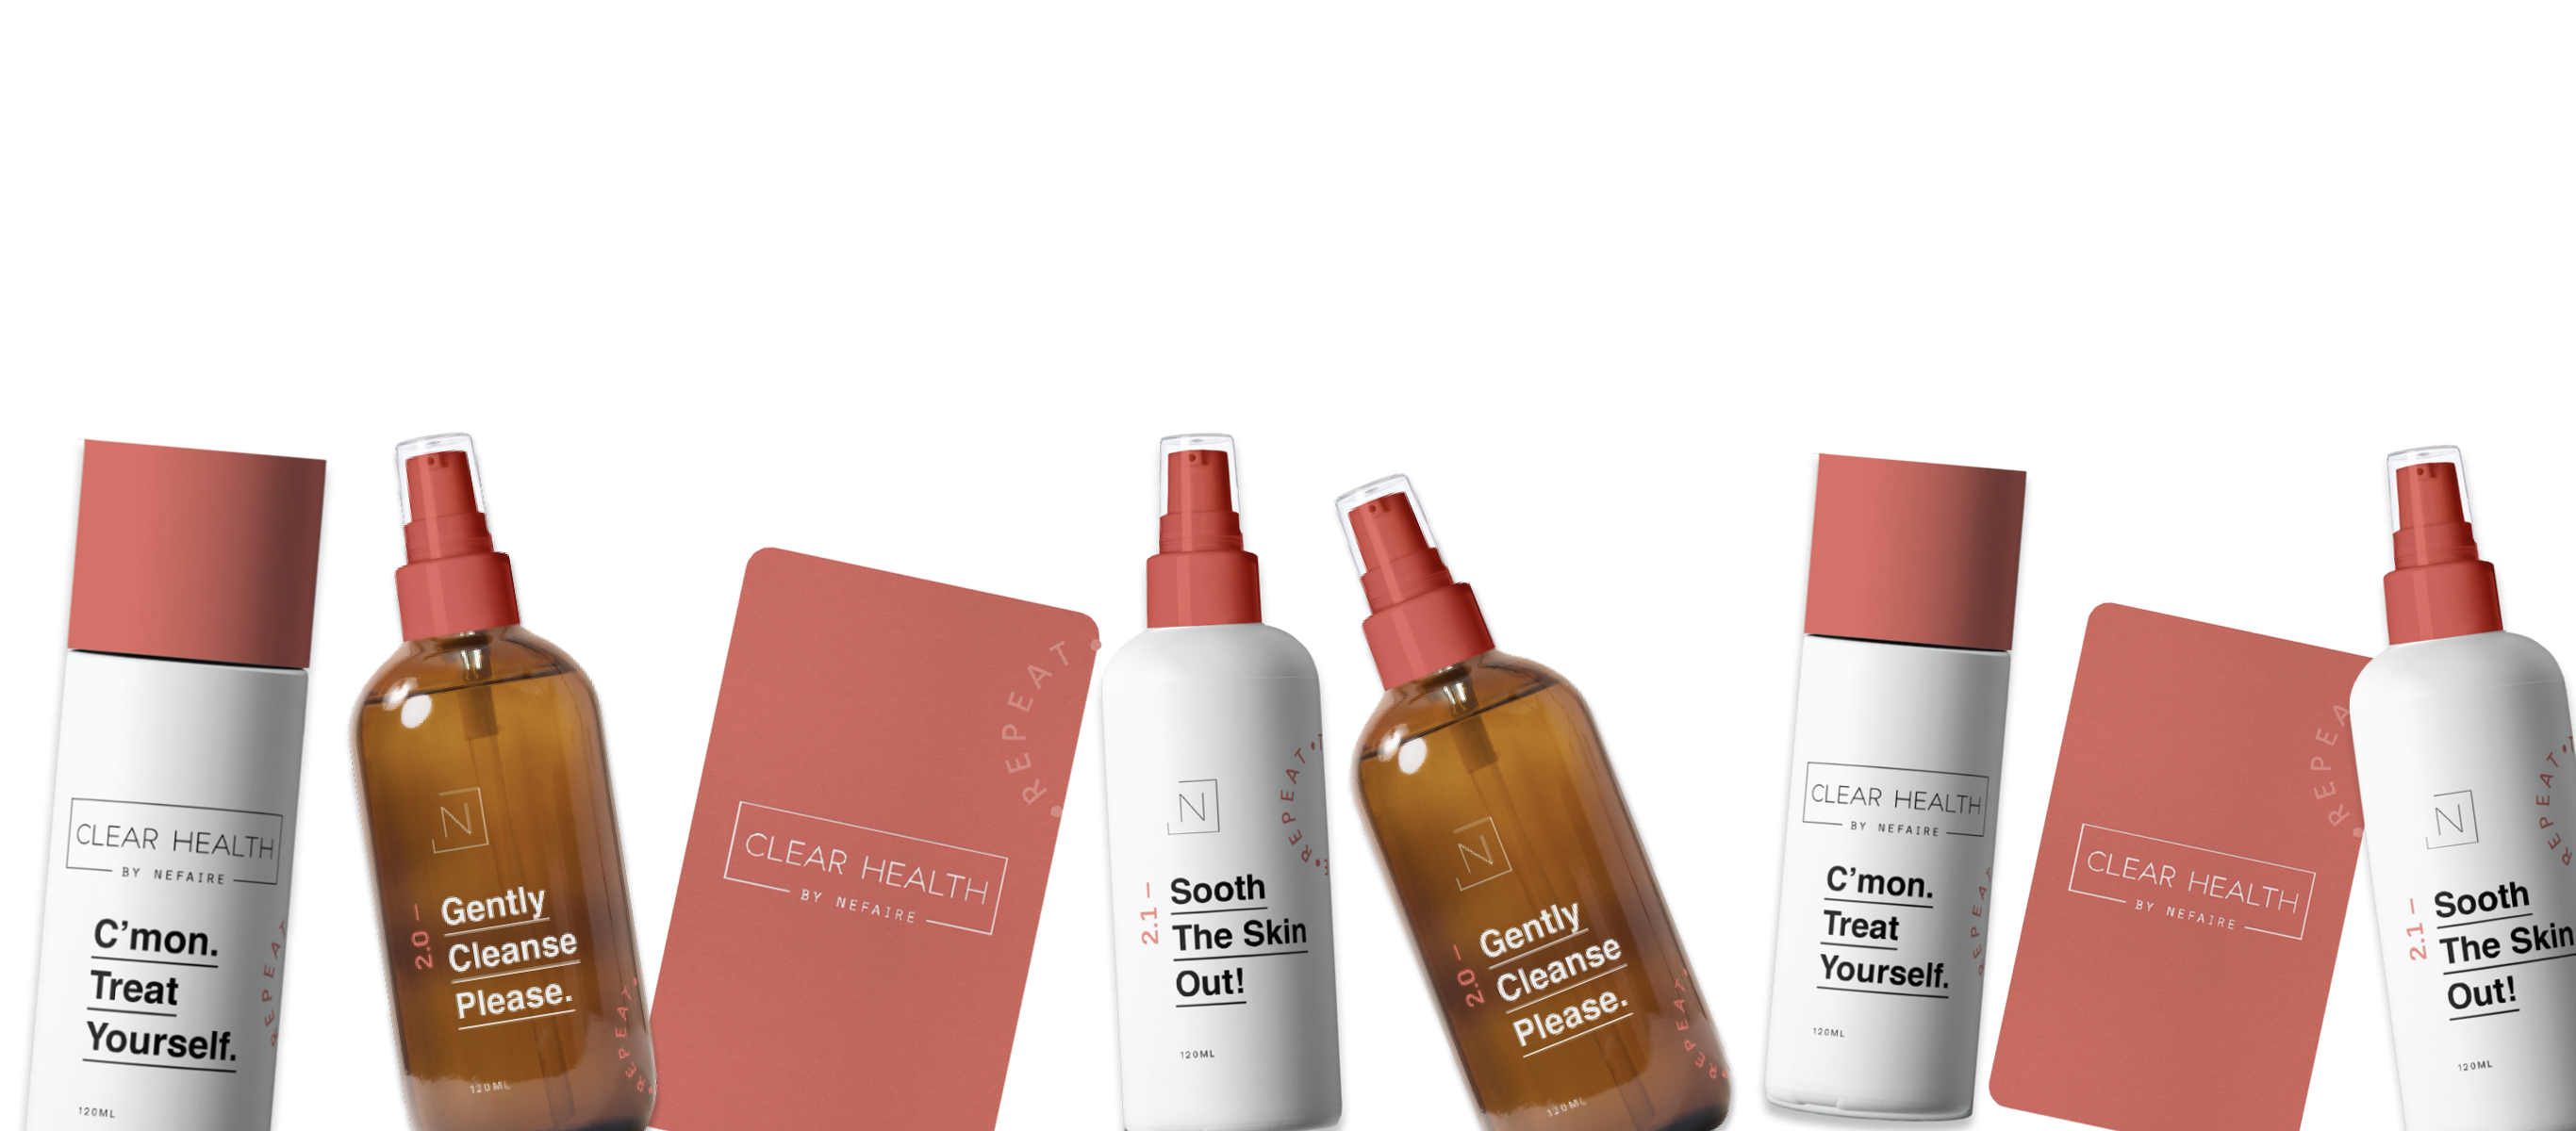 CLEAR HEALTH
BY NEFAIRE
C'mon.
Treat
Yourself.
REPEAT
120ML
N
2.0 –
Gently
Cleanse
Please.
REPEAT
120ML
REPEAT
CLEAR HEALTH
BY NEFAIRE
N
REPEAT
2.1 –
Sooth
The Skin
Out!
120ML
N
2.0 –
Gently
Cleanse
Please.
REPEAT
120ML
CLEAR HEALTH
BY NEFAIRE
C'mon.
Treat
Yourself.
REPEAT
120ML
REPEA
CLEAR HEALTH
BY NEFAIRE
N
REPEAT
2.1 –
Sooth
The Skin
Out!
120ML